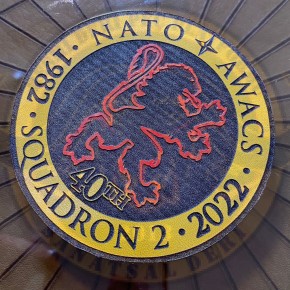 1982 · NATO AWACS
40TH
SQUADRON 2 · 2022 ·